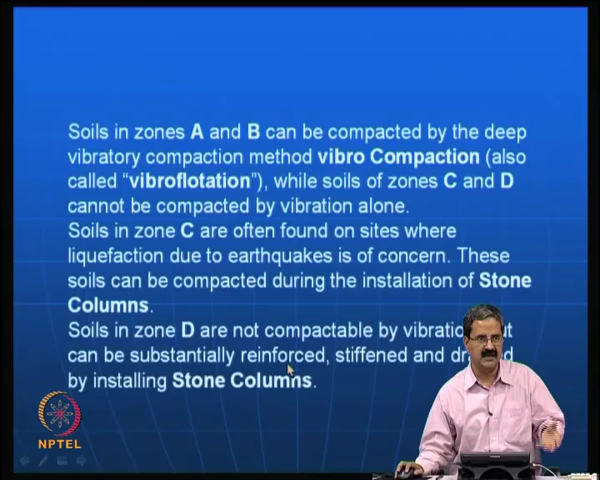 Soils in zones A and B can be compacted by the deep
vibratory compaction method vibro Compaction (also
called "vibroflotation"), while soils of zones C and D
cannot be compacted by vibration alone.
Soils in zone C are often found on sites where
liquefaction due to earthquakes is of concern. These
soils can be compacted during the installation of Stone
Columns.
Soils in zone D are not compactable by
can be substantially reinforced, stiffened and
by installing Stone Columns.
NPTEL